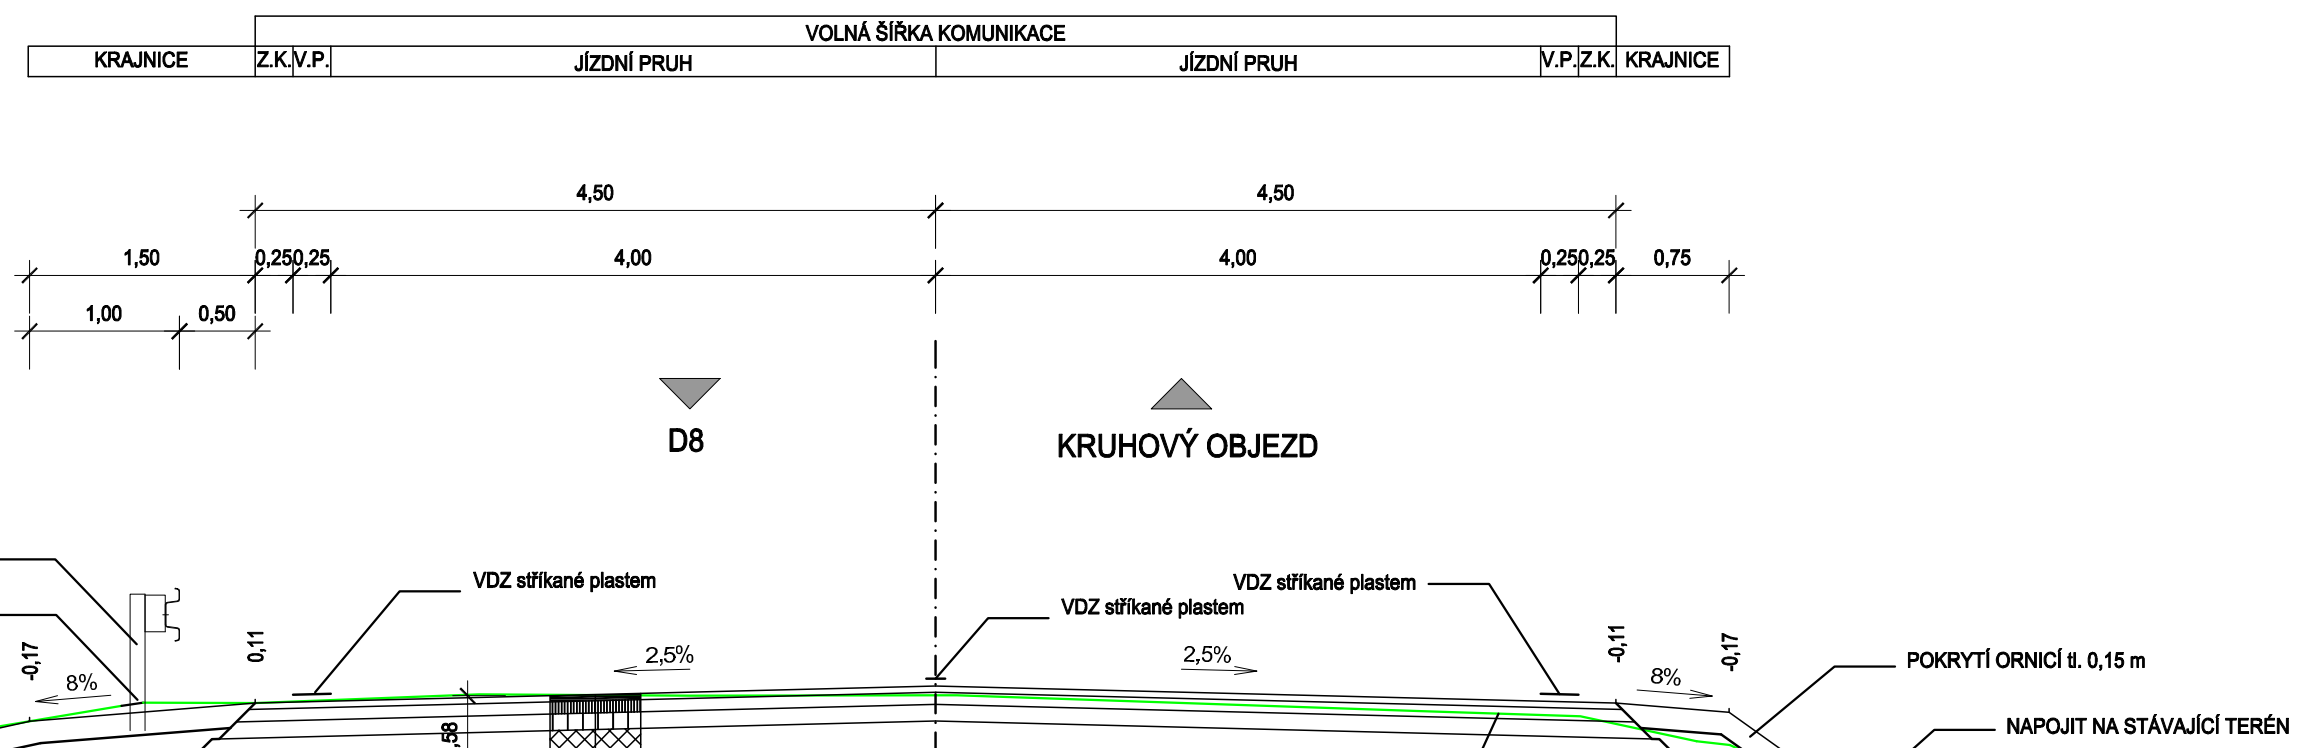 VOLNÁ ŠÍŘKA KOMUNIKACE
KRAJNICE Z.K. V.P. JÍZDNÍ PRUH JÍZDNÍ PRUH V.P. Z.K. KRAJNICE
4,50 4,50
1,50 0,25 0,25 4,00 4,00 0,25 0,25 0,75
1,00 0,50
D8 KRUHOVÝ OBJEZD
VDZ stříkané plastem
VDZ stříkané plastem
VDZ stříkané plastem
-0,17
0,11
-0,11
-0,17
8%
2,5%
2,5%
8%
POKRYTÍ ORNICÍ tl. 0,15 m
NAPOJIT NA STÁVAJÍCÍ TERÉN